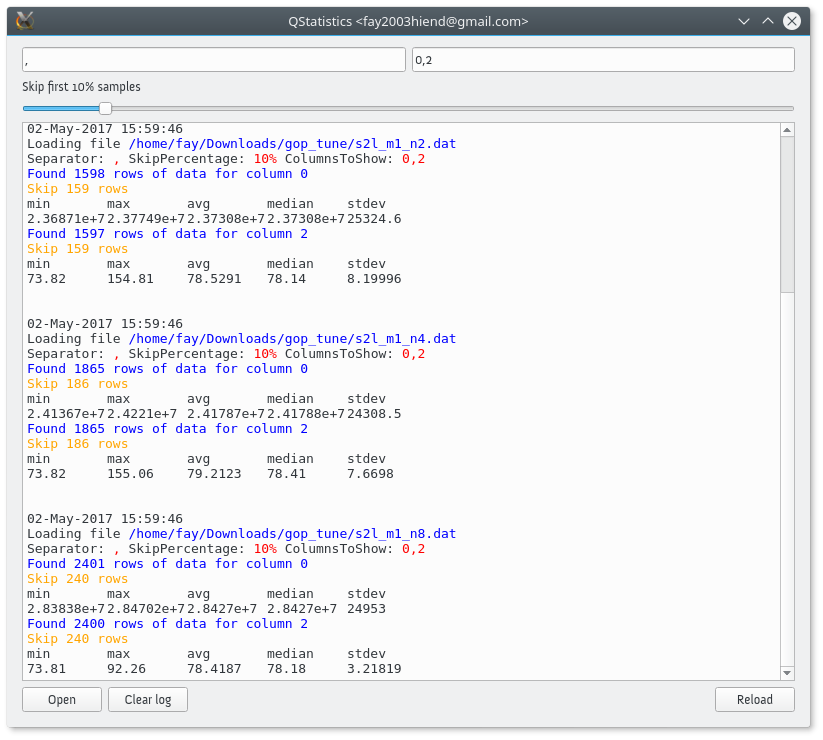 QStatistics <fay2003hiend@gmail.com>
, 0,2
Skip first 10% samples
02-May-2017 15:59:46
Loading file /home/fay/Downloads/gop_tune/s2l_m1_n2.dat
Separator: , SkipPercentage: 10% ColumnsToShow: 0,2
Found 1598 rows of data for column 0
Skip 159 rows
min max avg median stdev
2.36871e+7 2.37749e+7 2.37308e+7 2.37308e+7 25324.6
Found 1597 rows of data for column 2
Skip 159 rows
min max avg median stdev
73.82 154.81 78.5291 78.14 8.19996
02-May-2017 15:59:46
Loading file /home/fay/Downloads/gop_tune/s2l_m1_n4.dat
Separator: , SkipPercentage: 10% ColumnsToShow: 0,2
Found 1865 rows of data for column 0
Skip 186 rows
min max avg median stdev
2.41367e+7 2.4221e+7 2.41787e+7 2.41788e+7 24308.5
Found 1865 rows of data for column 2
Skip 186 rows
min max avg median stdev
73.82 155.06 79.2123 78.41 7.6698
02-May-2017 15:59:46
Loading file /home/fay/Downloads/gop_tune/s2l_m1_n8.dat
Separator: , SkipPercentage: 10% ColumnsToShow: 0,2
Found 2401 rows of data for column 0
Skip 240 rows
min max avg median stdev
2.83838e+7 2.84702e+7 2.8427e+7 2.8427e+7 24953
Found 2400 rows of data for column 2
Skip 240 rows
min max avg median stdev
73.81 92.26 78.4187 78.18 3.21819
Open Clear log Reload